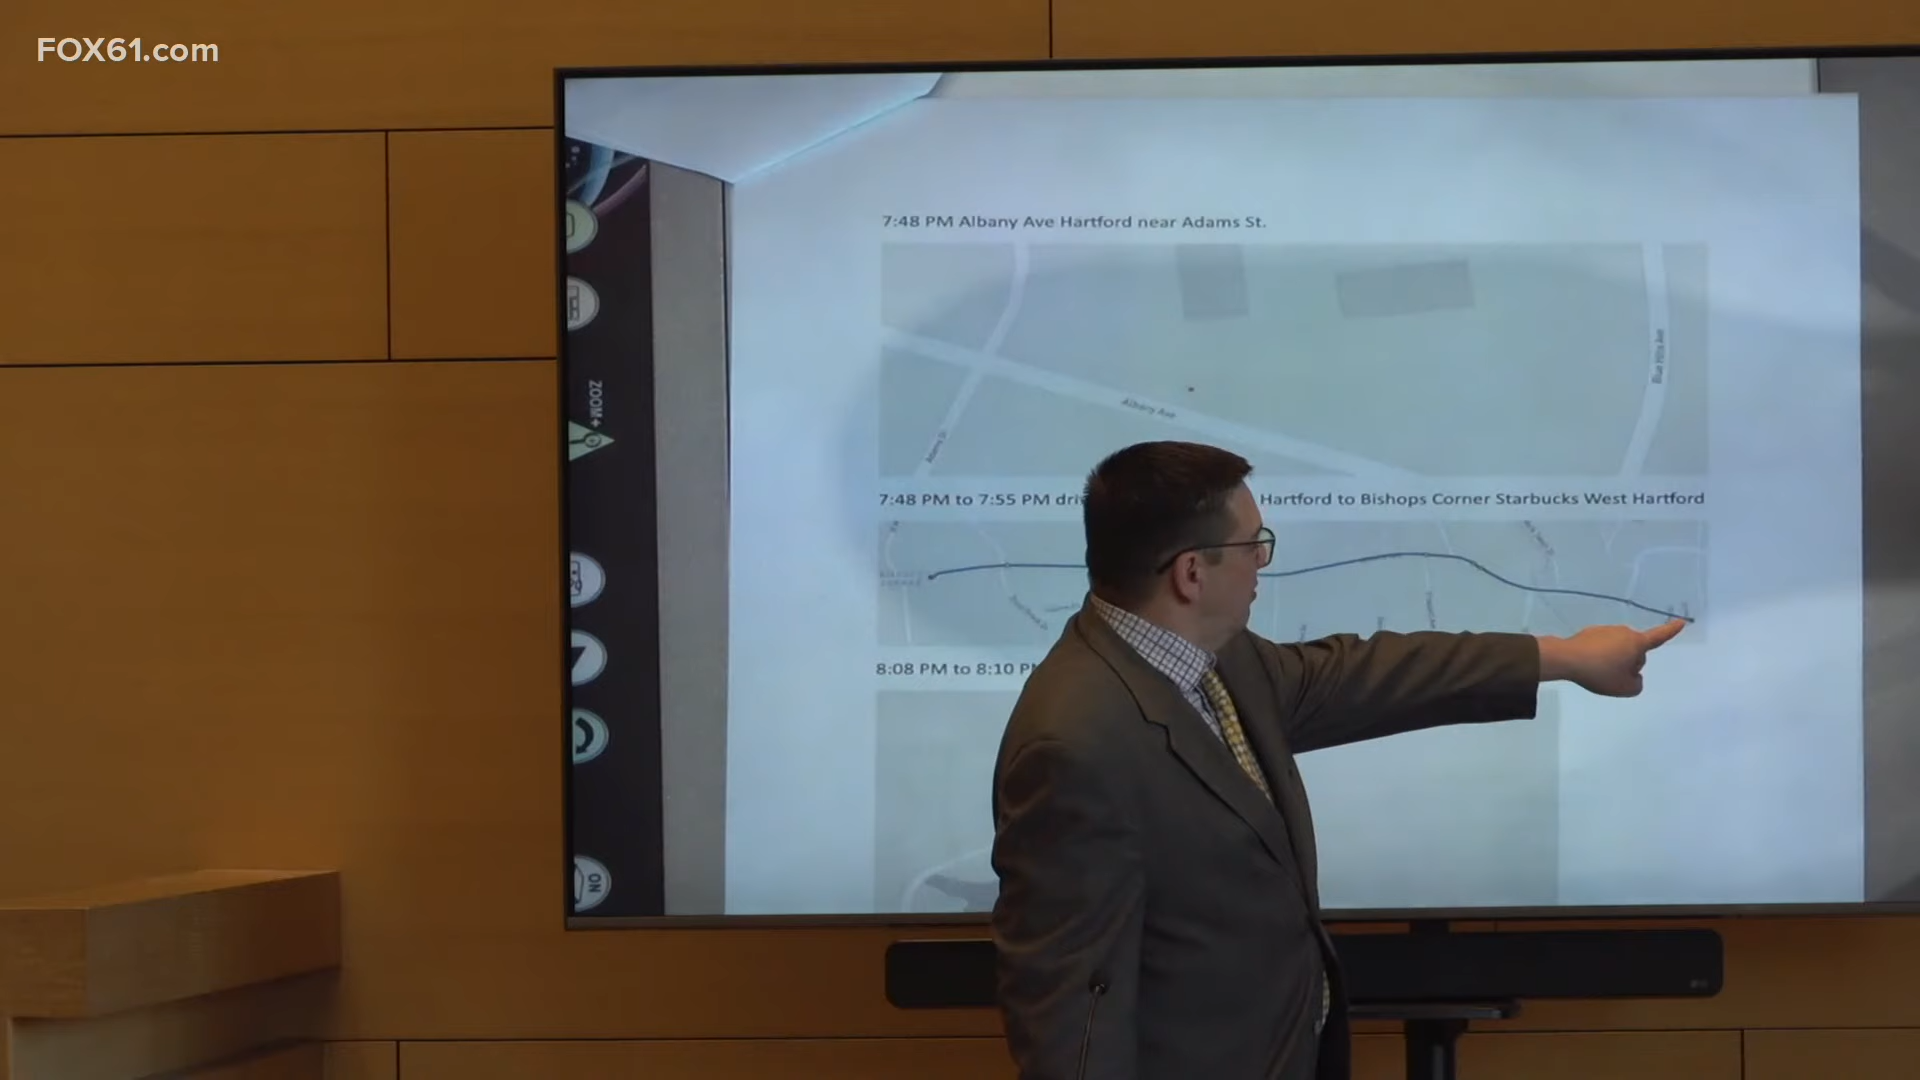 FOX61.com
7:48 PM Albany Ave Hartford near Adams St.
Blue Hills Ave
ZOOM+
Albany Ave
Adams St
7:48 PM to 7:55 PM Hartford to Bishops Corner Starbucks West Hartford
8:08 PM to 8:10
ON
LG